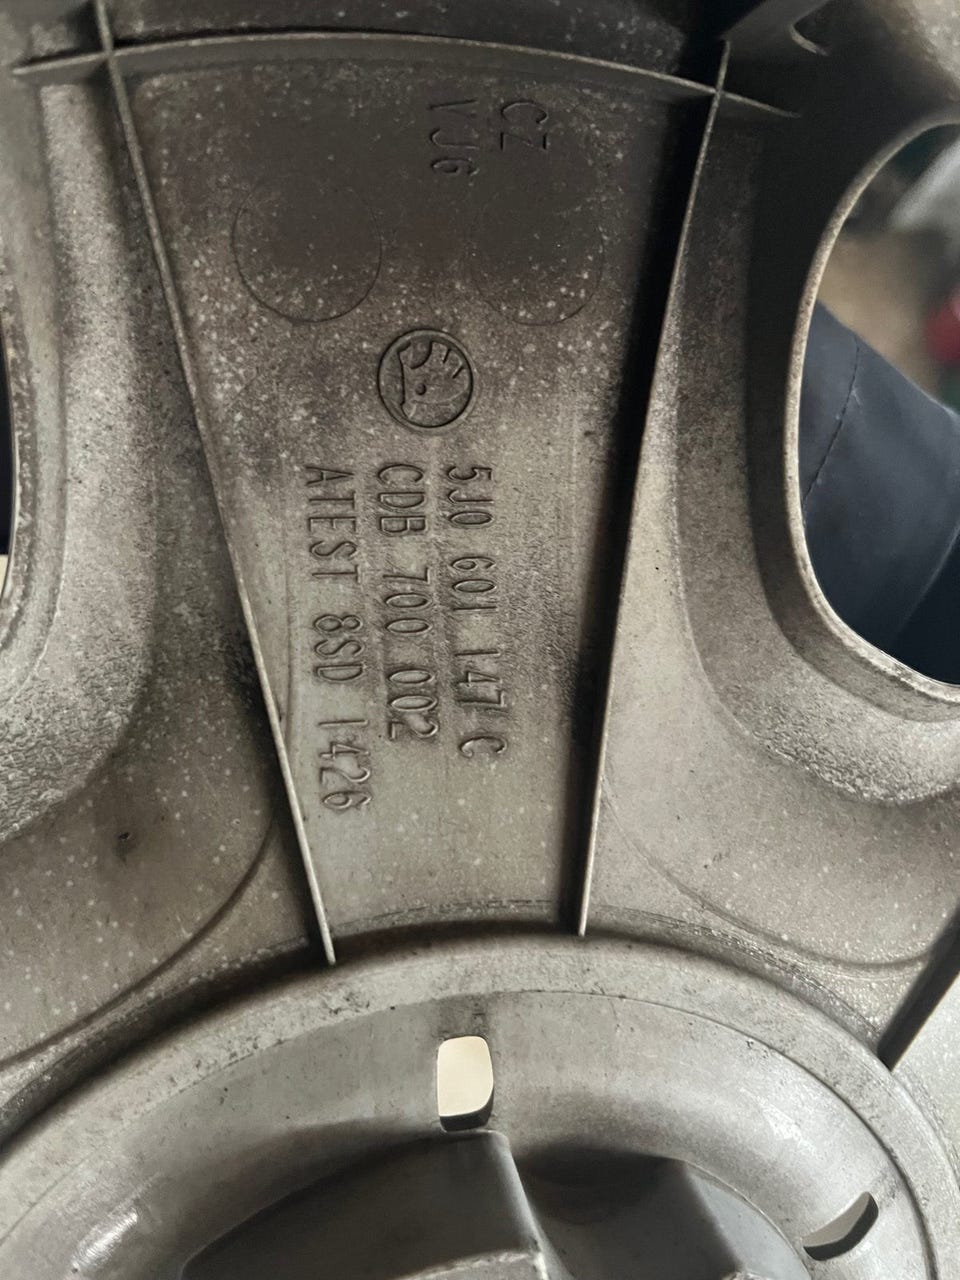 CZ
VJ6
5J0 601 147 C
CDB 700 002
ATEST 8SD 1426